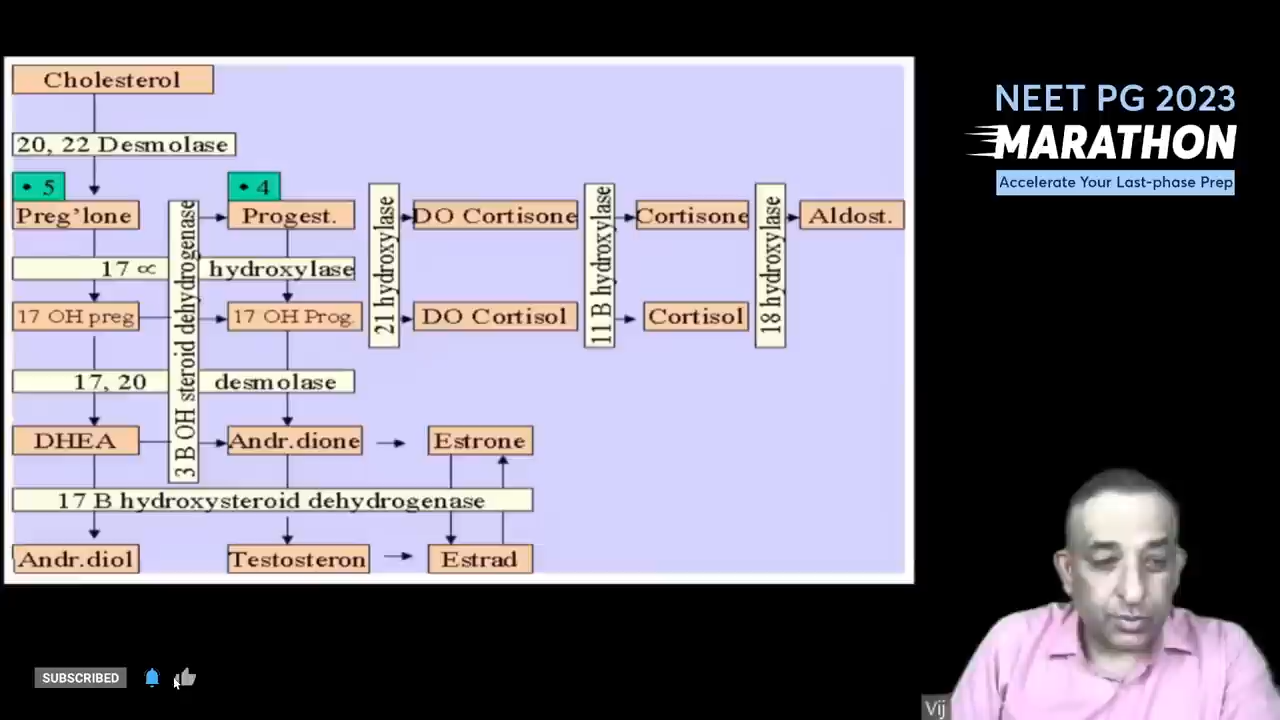 Cholesterol
20, 22 Desmolase
• 5
• 4
Preg'lone
Progest.
DO Cortisone
Cortisone
Aldost.
3 B OH steroid dehydrogenase
21 hydroxylase
11 B hydroxylase
18 hydroxylase
17 ∝ hydroxylase
17 OH preg
17 OH Prog.
DO Cortisol
Cortisol
17, 20 desmolase
DHEA
Andr.dione
Estrone
17 B hydroxysteroid dehydrogenase
Andr.diol
Testosteron
Estrad
NEET PG 2023
MARATHON
Accelerate Your Last-phase Prep
SUBSCRIBED
Vij